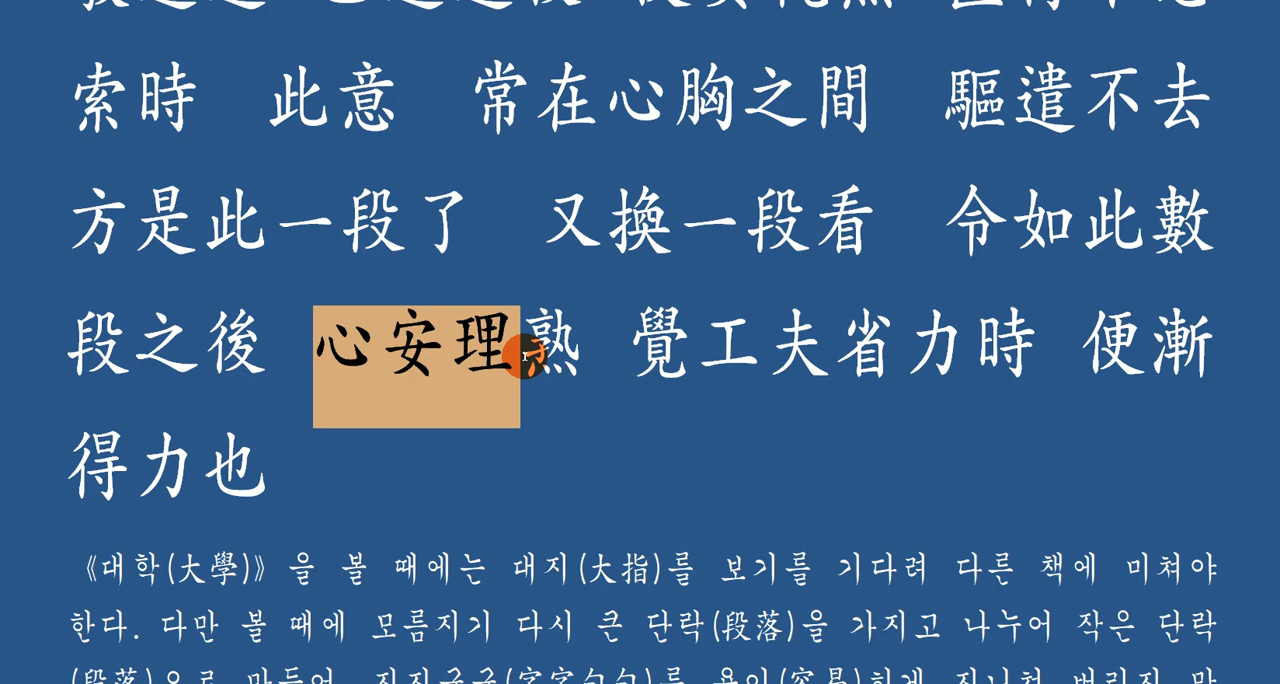 索時 此意 常在心胸之間 驅遣不去
方是此一段了 又換一段看 令如此數
段之後 心安理熟 覺工夫省力時 便漸
得力也
《대학(大學)》을 볼 때에는 대지(大指)를 보기를 기다려 다른 책에 미쳐야
한다. 다만 볼 때에 모름지기 다시 큰 단락(段落)을 가지고 나누어 작은 단락